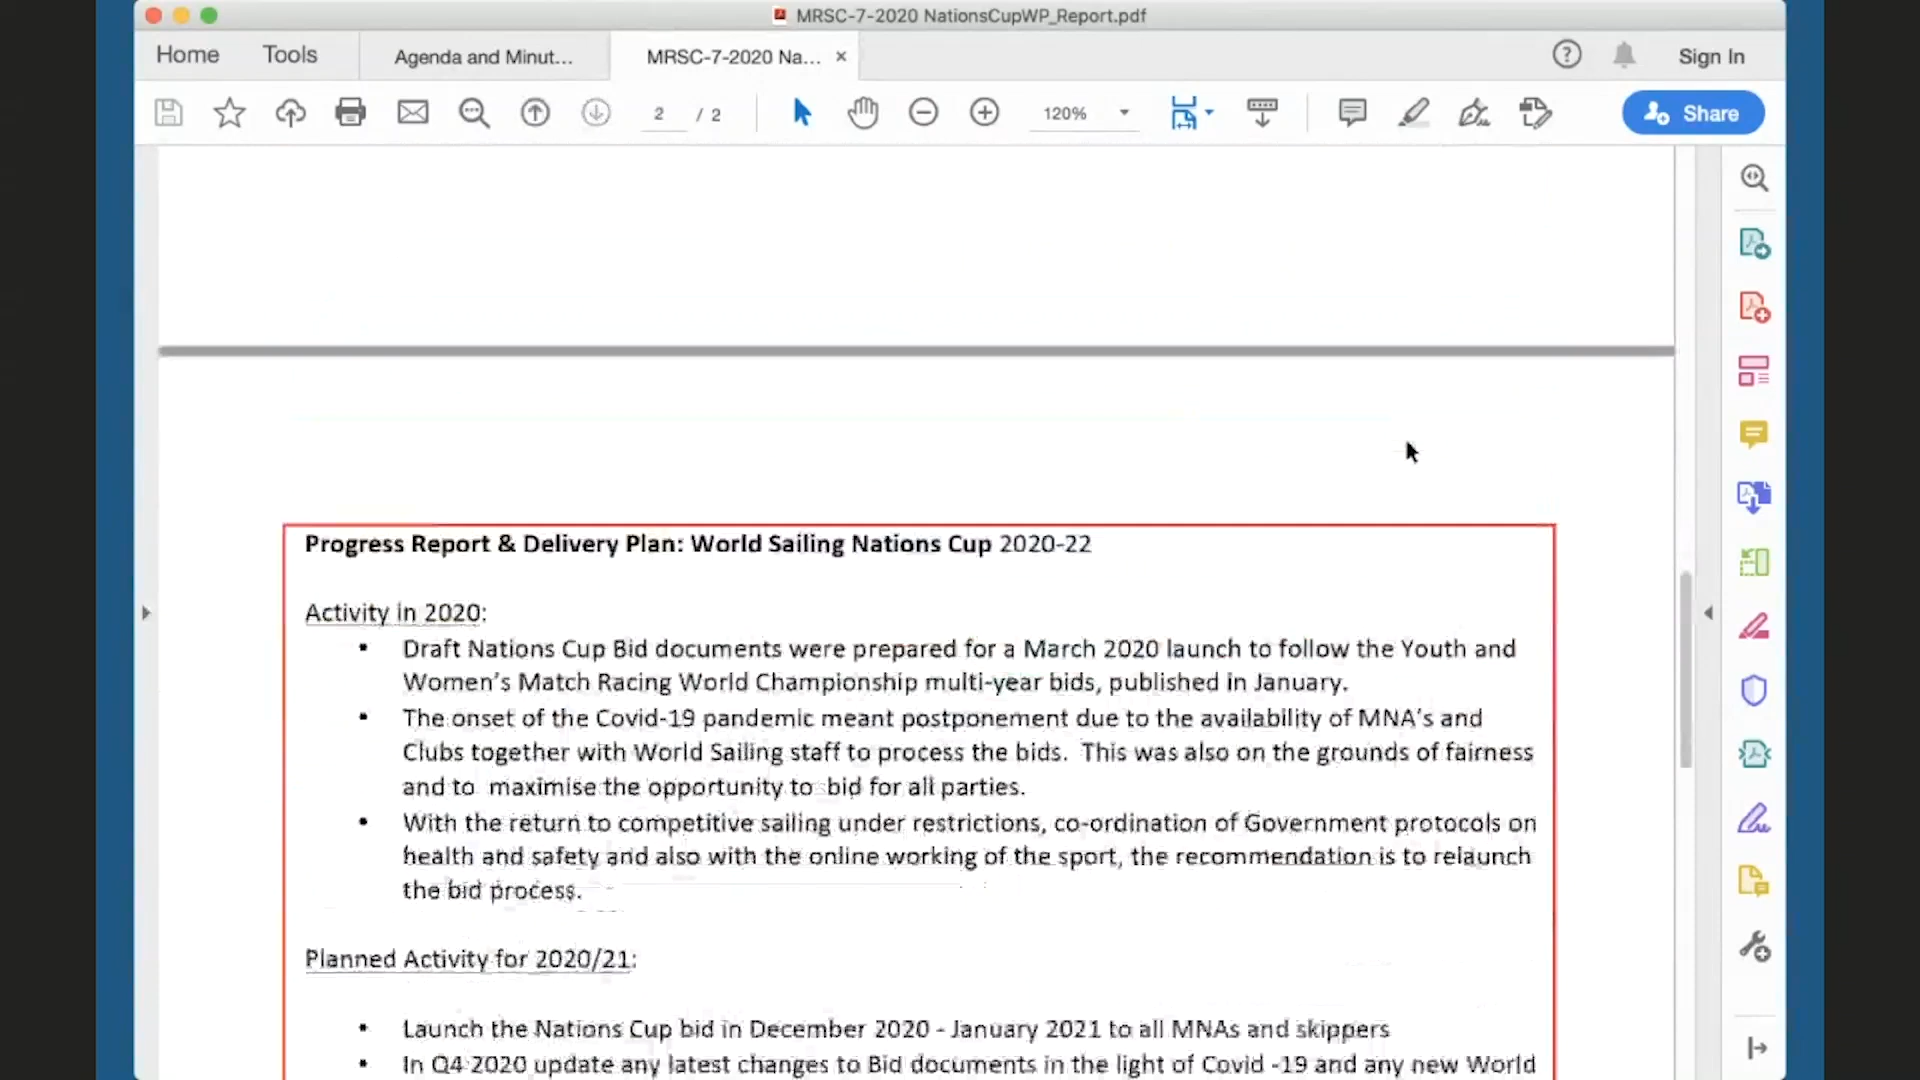 MRSC-7-2020 NationsCupWP_Report.pdf
Home Tools Agenda and Minut... MRSC-7-2020 Na... × Sign In
2 / 2 120% Share
Progress Report & Delivery Plan: World Sailing Nations Cup 2020-22
Activity in 2020:
• Draft Nations Cup Bid documents were prepared for a March 2020 launch to follow the Youth and
Women's Match Racing World Championship multi-year bids, published in January.
• The onset of the Covid-19 pandemic meant postponement due to the availability of MNA's and
Clubs together with World Sailing staff to process the bids. This was also on the grounds of fairness
and to maximise the opportunity to bid for all parties.
• With the return to competitive sailing under restrictions, co-ordination of Government protocols on
health and safety and also with the online working of the sport, the recommendation is to relaunch
the bid process.
Planned Activity for 2020/21:
• Launch the Nations Cup bid in December 2020 - January 2021 to all MNAs and skippers
• In Q4 2020 update any latest changes to Bid documents in the light of Covid -19 and any new World